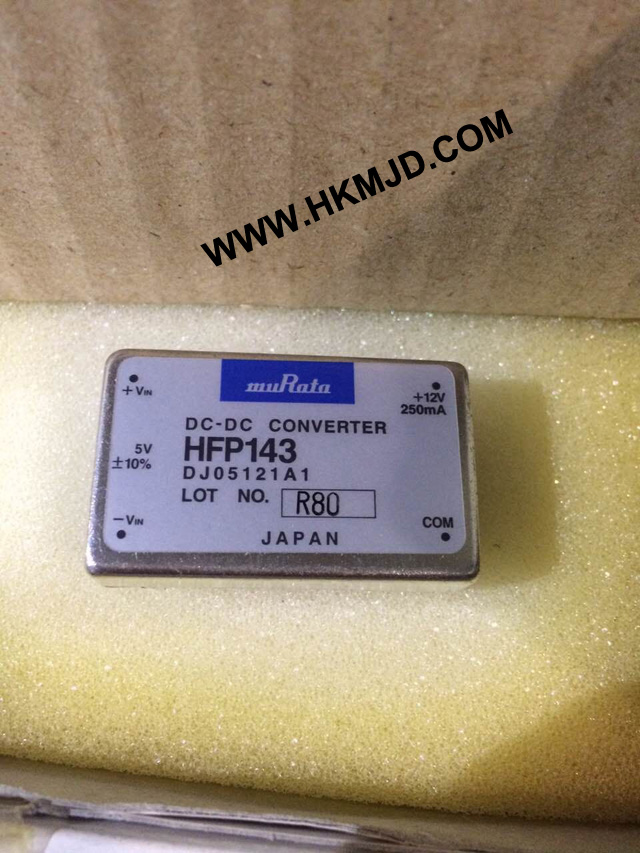 WWW.HKMJD.COM
muRata
+VIN
+12V
250mA
DC-DC CONVERTER
5V
±10%
HFP143
DJ05121A1
LOT NO. R80
-VIN
COM
JAPAN